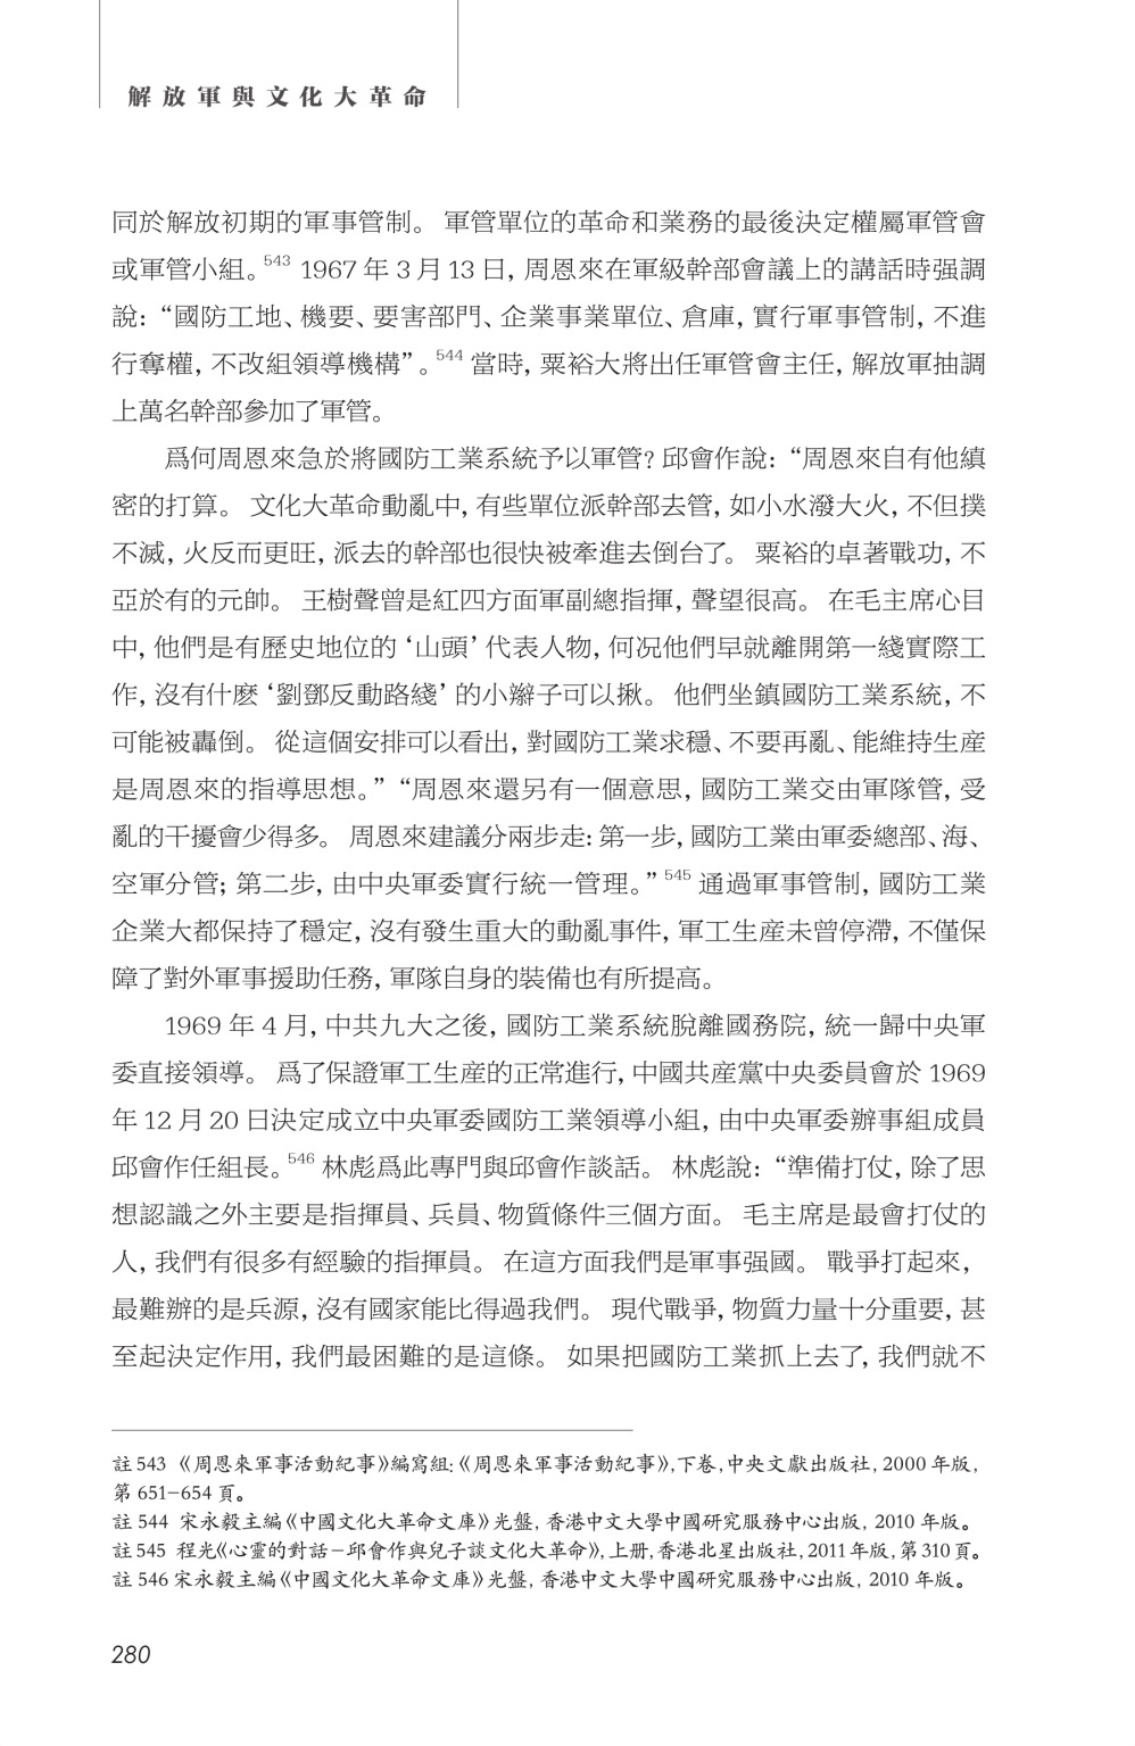 解放軍與文化大革命
同於解放初期的軍事管制。 軍管單位的革命和業務的最後決定權屬軍管會
或軍管小組。543 1967 年 3 月 13 日, 周恩來在軍級幹部會議上的講話時强調
說: “國防工地、機要、要害部門、企業事業單位、倉庫, 實行軍事管制, 不進
行奪權, 不改組領導機構” 。544 當時, 粟裕大將出任軍管會主任, 解放軍抽調
上萬名幹部參加了軍管。
爲何周恩來急於將國防工業系統予以軍管? 邱會作說: “周恩來自有他縝
密的打算。 文化大革命動亂中, 有些單位派幹部去管, 如小水潑大火, 不但撲
不滅, 火反而更旺, 派去的幹部也很快被牽進去倒台了。 粟裕的卓著戰功, 不
亞於有的元帥。 王樹聲曾是紅四方面軍副總指揮, 聲望很高。 在毛主席心目
中, 他們是有歷史地位的 ‘山頭’ 代表人物, 何况他們早就離開第一綫實際工
作, 沒有什麽 ‘劉鄧反動路綫’ 的小辮子可以揪。 他們坐鎮國防工業系統, 不
可能被轟倒。 從這個安排可以看出, 對國防工業求穩、不要再亂、能維持生産
是周恩來的指導思想。” “周恩來還另有一個意思, 國防工業交由軍隊管, 受
亂的干擾會少得多。 周恩來建議分兩步走: 第一步, 國防工業由軍委總部、海、
空軍分管; 第二步, 由中央軍委實行統一管理。” 545 通過軍事管制, 國防工業
企業大都保持了穩定, 沒有發生重大的動亂事件, 軍工生産未曾停滯, 不僅保
障了對外軍事援助任務, 軍隊自身的裝備也有所提高。
1969 年 4 月, 中共九大之後, 國防工業系統脫離國務院, 統一歸中央軍
委直接領導。 爲了保證軍工生産的正常進行, 中國共産黨中央委員會於 1969
年 12 月 20 日決定成立中央軍委國防工業領導小組, 由中央軍委辦事組成員
邱會作任組長。546 林彪爲此專門與邱會作談話。 林彪說: “準備打仗, 除了思
想認識之外主要是指揮員、兵員、物質條件三個方面。 毛主席是最會打仗的
人, 我們有很多有經驗的指揮員。 在這方面我們是軍事强國。 戰爭打起來,
最難辦的是兵源, 沒有國家能比得過我們。 現代戰爭, 物質力量十分重要, 甚
至起決定作用, 我們最困難的是這條。 如果把國防工業抓上去了, 我們就不
註 543 《周恩來軍事活動紀事》編寫組:《周恩來軍事活動紀事》, 下卷, 中央文獻出版社, 2000 年版,
第 651–654 頁。
註 544 宋永毅主編《中國文化大革命文庫》光盤, 香港中文大學中國研究服務中心出版, 2010 年版。
註 545 程光《心靈的對話－邱會作與兒子談文化大革命》, 上册, 香港北星出版社, 2011 年版, 第 310 頁。
註 546 宋永毅主編《中國文化大革命文庫》光盤, 香港中文大學中國研究服務中心出版, 2010 年版。
280